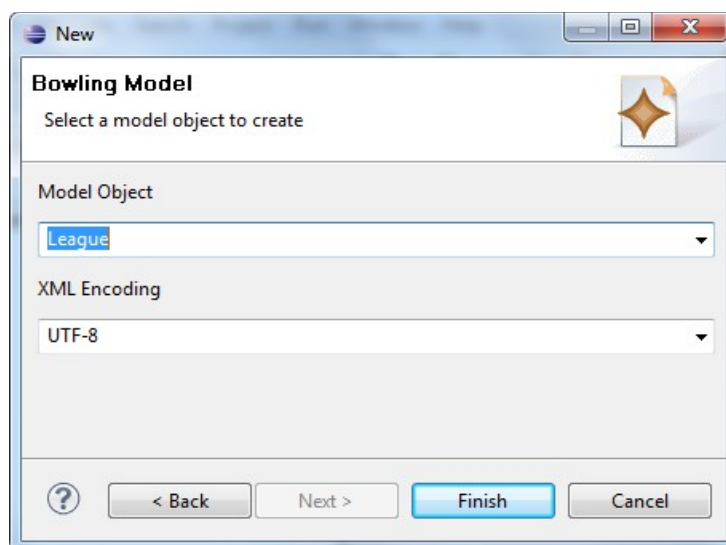 New
Bowling Model
Select a model object to create
Model Object
League
XML Encoding
UTF-8
?
< Back Next > Finish Cancel